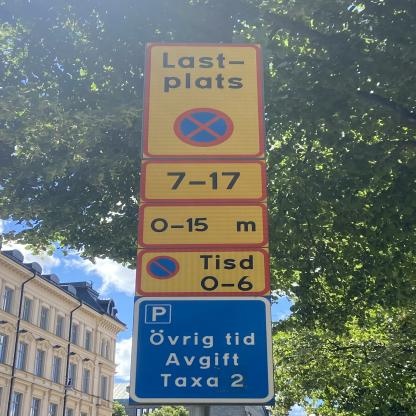 Last-
plats
7-17
0-15 m
Tisd
0-6
P
Övrig tid
Avgift
Taxa 2